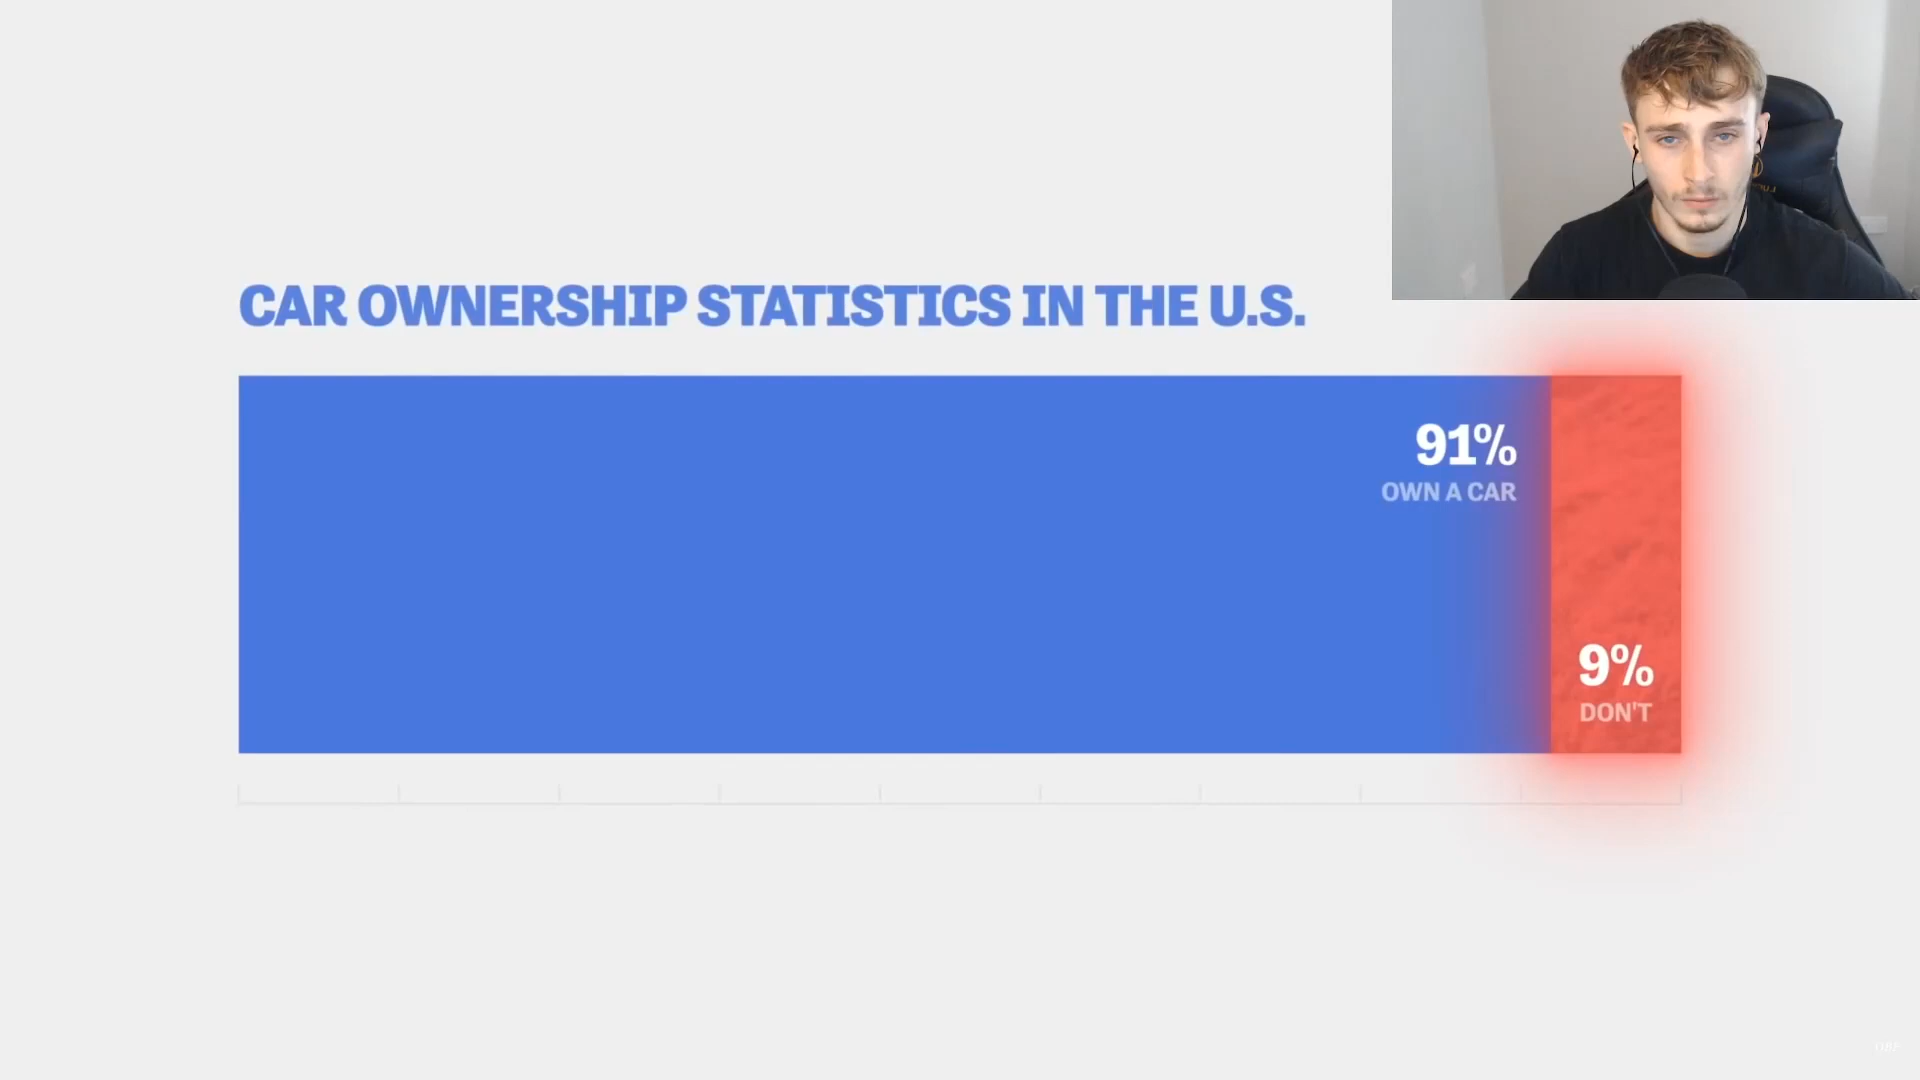 CAR OWNERSHIP STATISTICS IN THE U.S.
91%
OWN A CAR
9%
DON'T